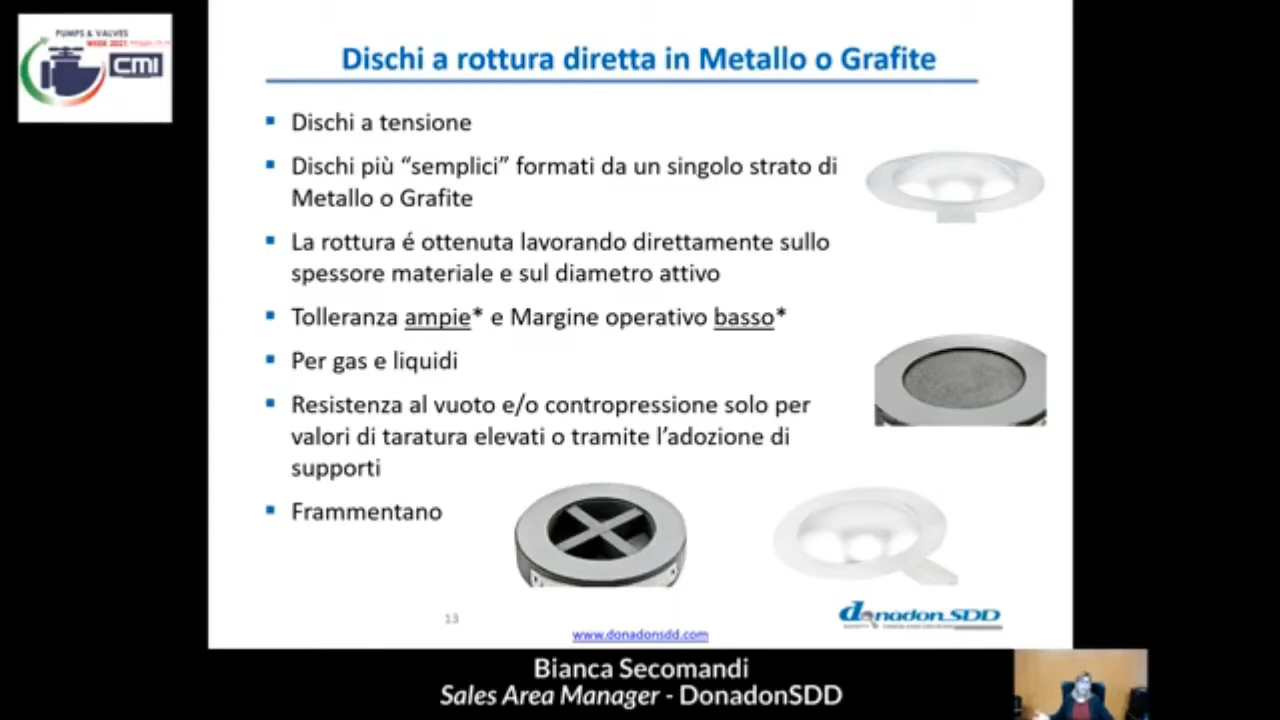 PUMPS & VALVES
WEEK 2021
CMI
Dischi a rottura diretta in Metallo o Grafite
Dischi a tensione
Dischi più “semplici” formati da un singolo strato di
Metallo o Grafite
La rottura é ottenuta lavorando direttamente sullo
spessore materiale e sul diametro attivo
Tolleranza ampie* e Margine operativo basso*
Per gas e liquidi
Resistenza al vuoto e/o contropressione solo per
valori di taratura elevati o tramite l’adozione di
supporti
Frammentano
13
www.donadonsdd.com
donadon SDD
Bianca Secomandi
Sales Area Manager - DonadonSDD